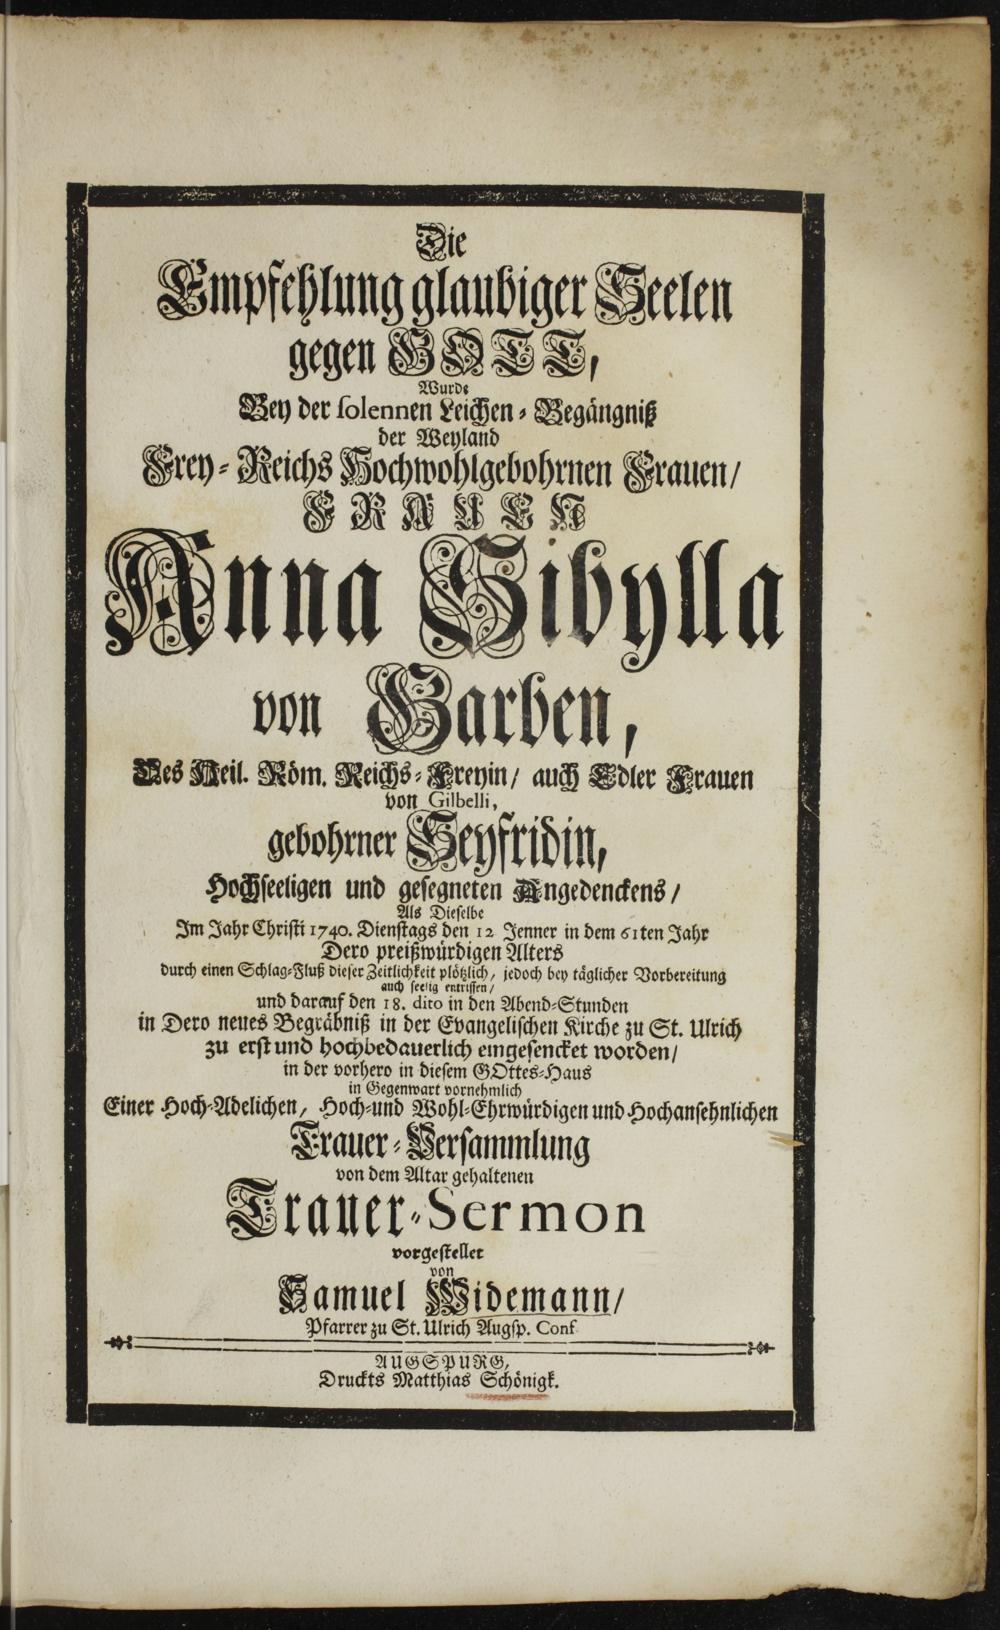 Die
Empfehlung glaubiger Seelen
gegen GOTT,
Wurde
Bey der solennen Leichen-Begängniß
der Weyland
Frey-Reichs Hochwohlgebohrnen Frauen/
FRAUEN
Anna Sibylla
von Garben,
Des Heil. Röm. Reichs-Freyin/ auch Edler Frauen
von Gilbelli,
gebohrner Seyfridin,
Hochseeligen und gesegneten Angedenckens/
Als Dieselbe
Im Jahr Christi 1740. Dienstags den 12 Jenner in dem 61ten Jahr
Dero preißwürdigen Alters
durch einen Schlag-Fluß dieser Zeitlichkeit plötzlich, jedoch bey täglicher Vorbereitung
auch seelig entrissen/
und darauf den 18. dito in den Abend-Stunden
in Dero neues Begräbniß in der Evangelischen Kirche zu St. Ulrich
zu erst und hochbedauerlich eingesencket worden/
in der vorhero in diesem GOttes-Haus
in Gegenwart vornehmlich
Einer Hoch-Adelichen, Hoch-und Wohl-Ehrwürdigen und Hochansehnlichen
Trauer-Versammlung
von dem Altar gehaltenen
Trauer-Sermon
vorgestellet
von
Samuel Widemann/
Pfarrer zu St. Ulrich Augsp. Conf.
AUGSPURG,
Druckts Matthias Schönigk.